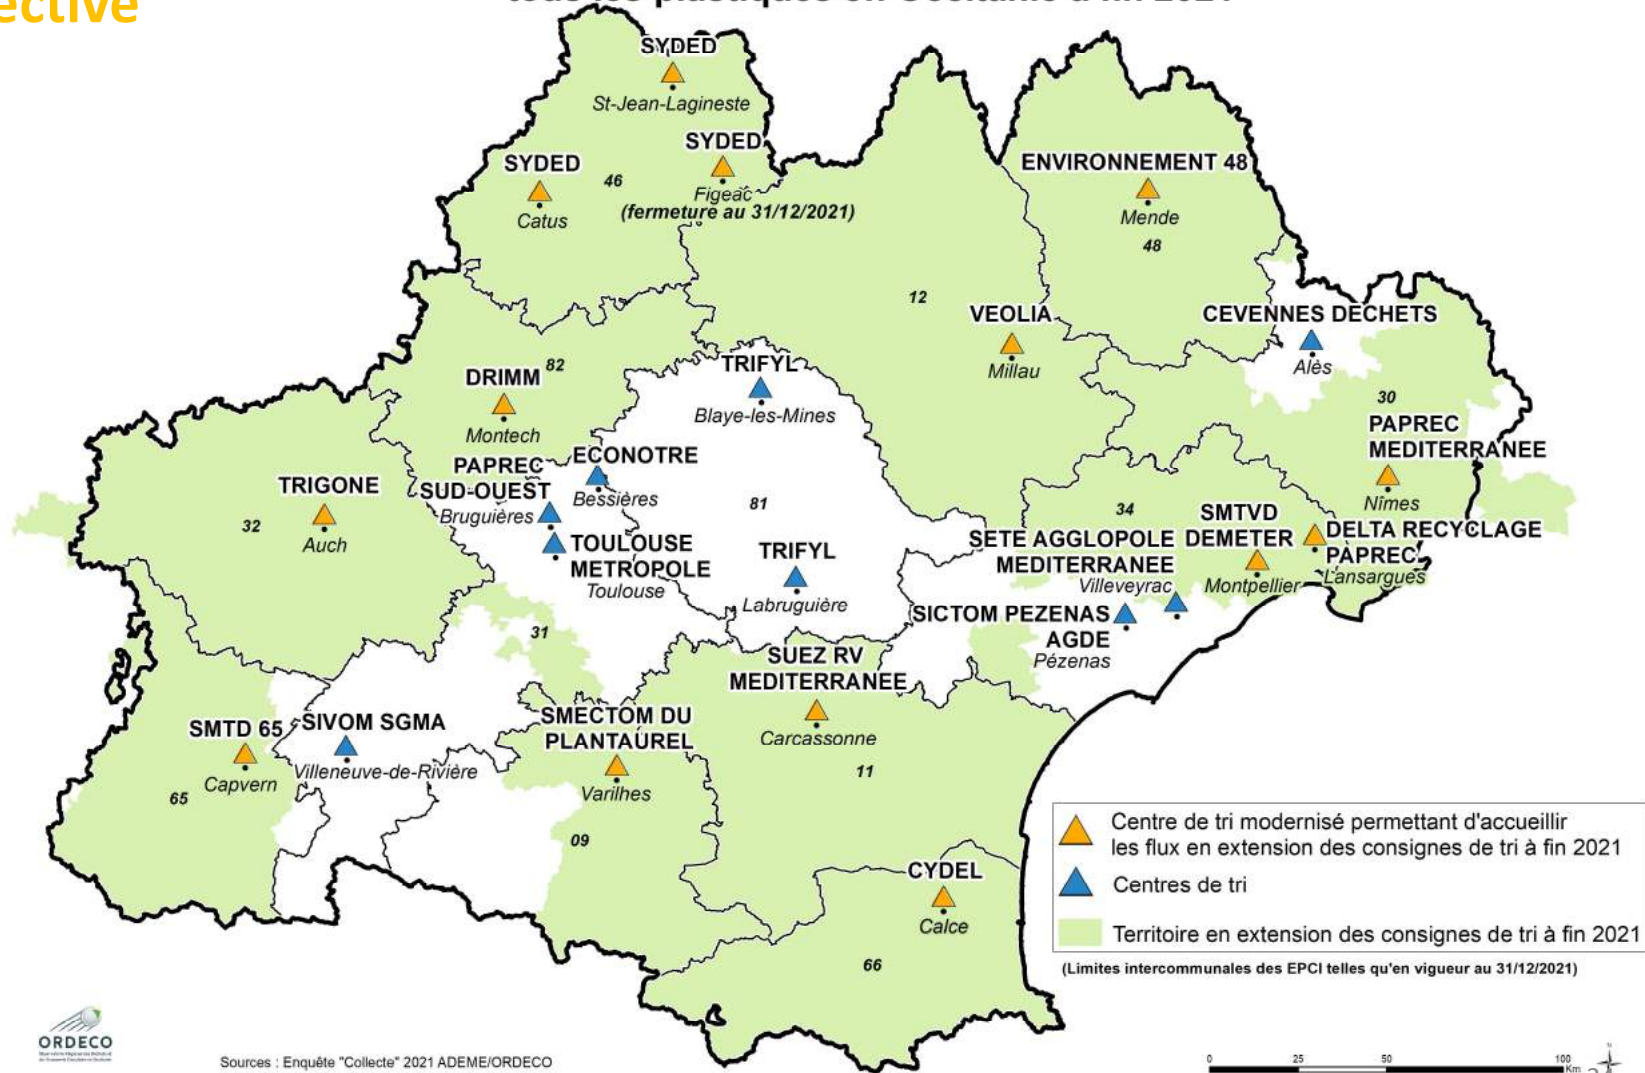 ective
tous les plastiques en Occitanie à fin 2021
SYDED
St-Jean-Lagineste
SYDED
Figeac
(fermeture au 31/12/2021)
SYDED
Catus
46
ENVIRONNEMENT 48
Mende
48
12
VEOLIA
Millau
CEVENNES DECHETS
Alès
30
82
DRIMM
Montech
TRIFYL
Blaye-les-Mines
PAPREC
MEDITERRANEE
Nîmes
ECONOTRE
Bessières
PAPREC
SUD-OUEST
Bruguières
TRIGONE
Auch
32
81
34
TOULOUSE
METROPOLE
Toulouse
TRIFYL
Labruguière
SETE AGGLOPOLE
MEDITERRANEE
Villeveyrac
SMTVD
DEMETER
Montpellier
DELTA RECYCLAGE
PAPREC
Lansargues
SICTOM PEZENAS
AGDE
Pézenas
31
SUEZ RV
MEDITERRANEE
Carcassonne
11
SMTD 65
Capvern
65
SIVOM SGMA
Villeneuve-de-Rivière
SMECTOM DU
PLANTAUREL
Varilhes
09
CYDEL
Calce
66
Centre de tri modernisé permettant d'accueillir
les flux en extension des consignes de tri à fin 2021
Centres de tri
Territoire en extension des consignes de tri à fin 2021
(Limites intercommunales des EPCI telles qu'en vigueur au 31/12/2021)
ORDECO
Sources : Enquête "Collecte" 2021 ADEME/ORDECO
0 25 50 100
Km
N